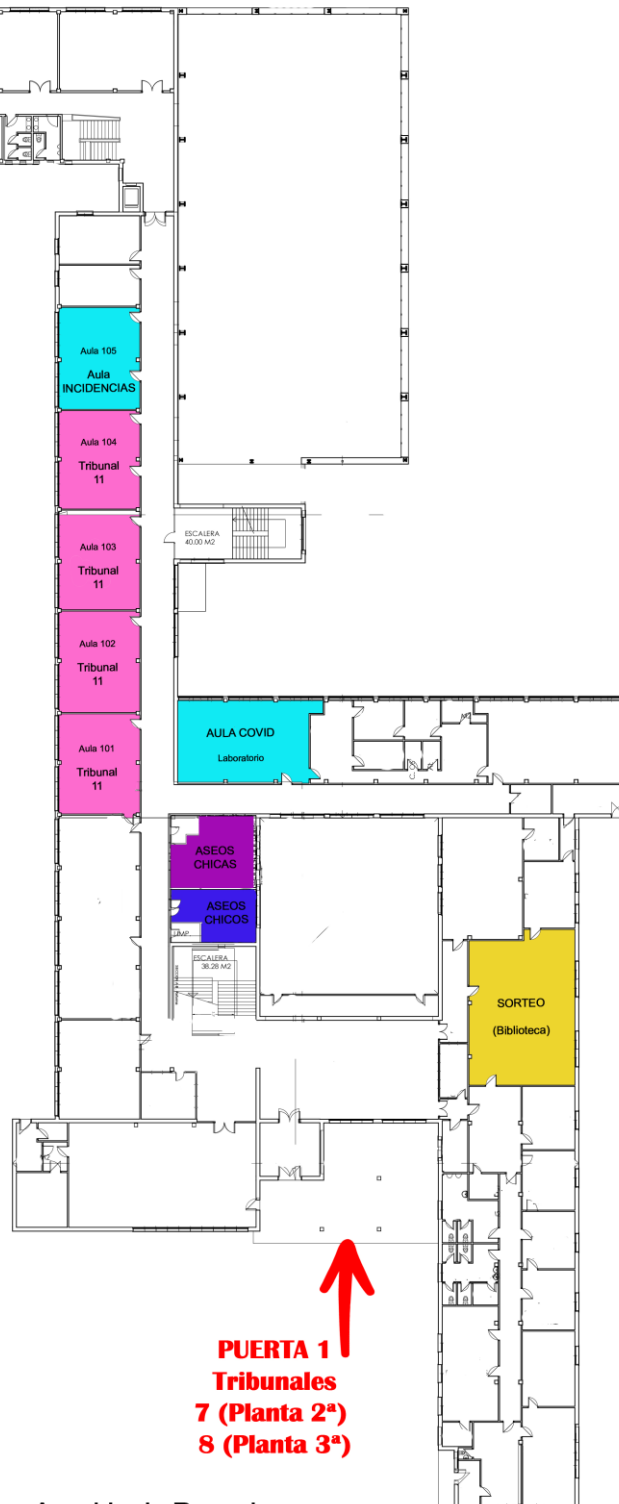 Aula 105
Aula
INCIDENCIAS
Aula 104
Tribunal
11
ESCALERA
40.00 M2
Aula 103
Tribunal
11
Aula 102
Tribunal
11
AULA COVID
Laboratorio
Aula 101
Tribunal
11
ASEOS
CHICAS
ASEOS
CHICOS
ESCALERA
38.28 M2
SORTEO
(Biblioteca)
PUERTA 1
Tribunales
7 (Planta 2ª)
8 (Planta 3ª)